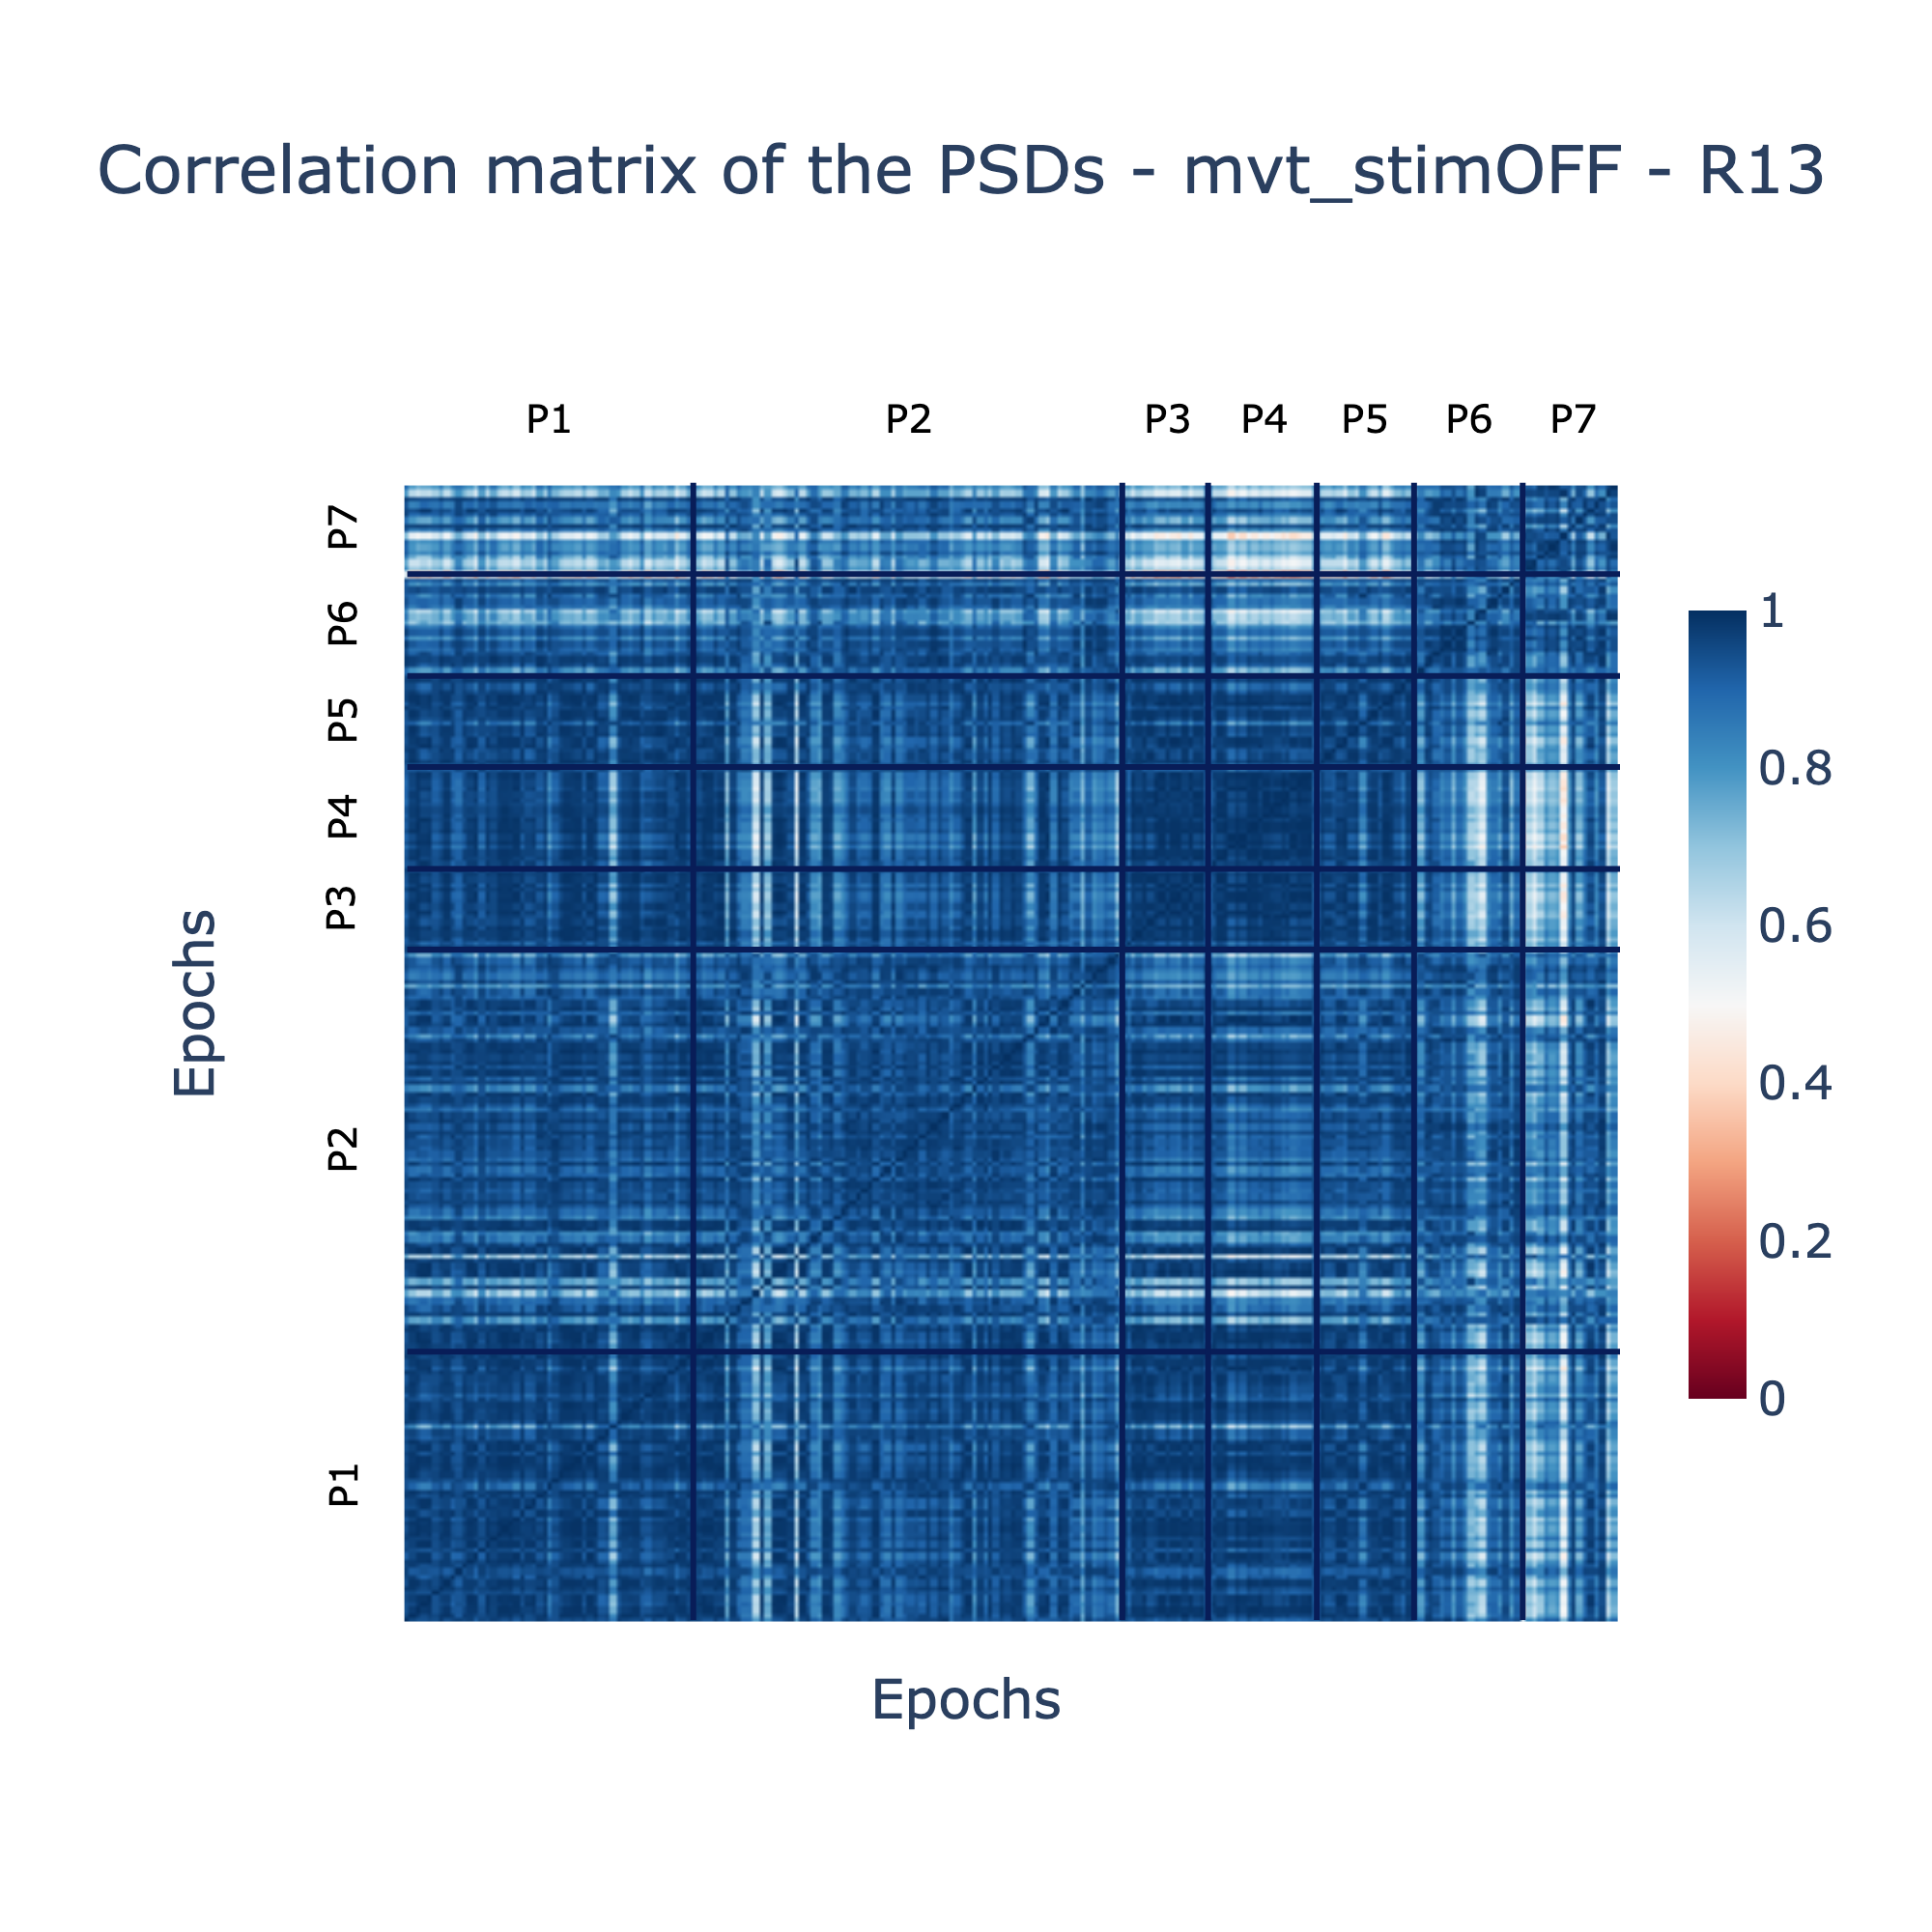 Correlation matrix of the PSDs - mvt_stimOFF - R13
P1 P2 P3 P4 P5 P6 P7
P7
P6
P5
P4
P3
P2
P1
Epochs
Epochs
1
0.8
0.6
0.4
0.2
0